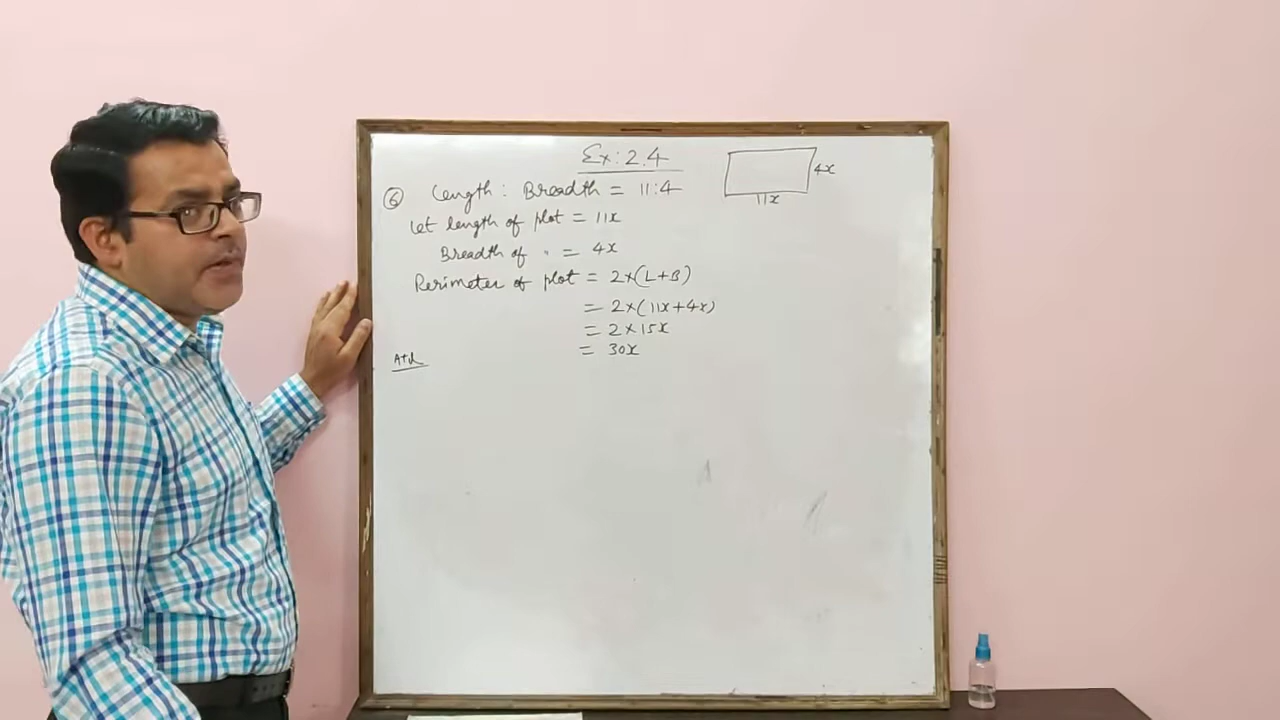 Ex: 2.4
⑥ Length : Breadth = 11:4
Let length of plot = 11x
Breadth of " = 4x
Perimeter of plot = 2×(L+B)
= 2×(11x+4x)
= 2×15x
= 30x
Atq
4x
11x